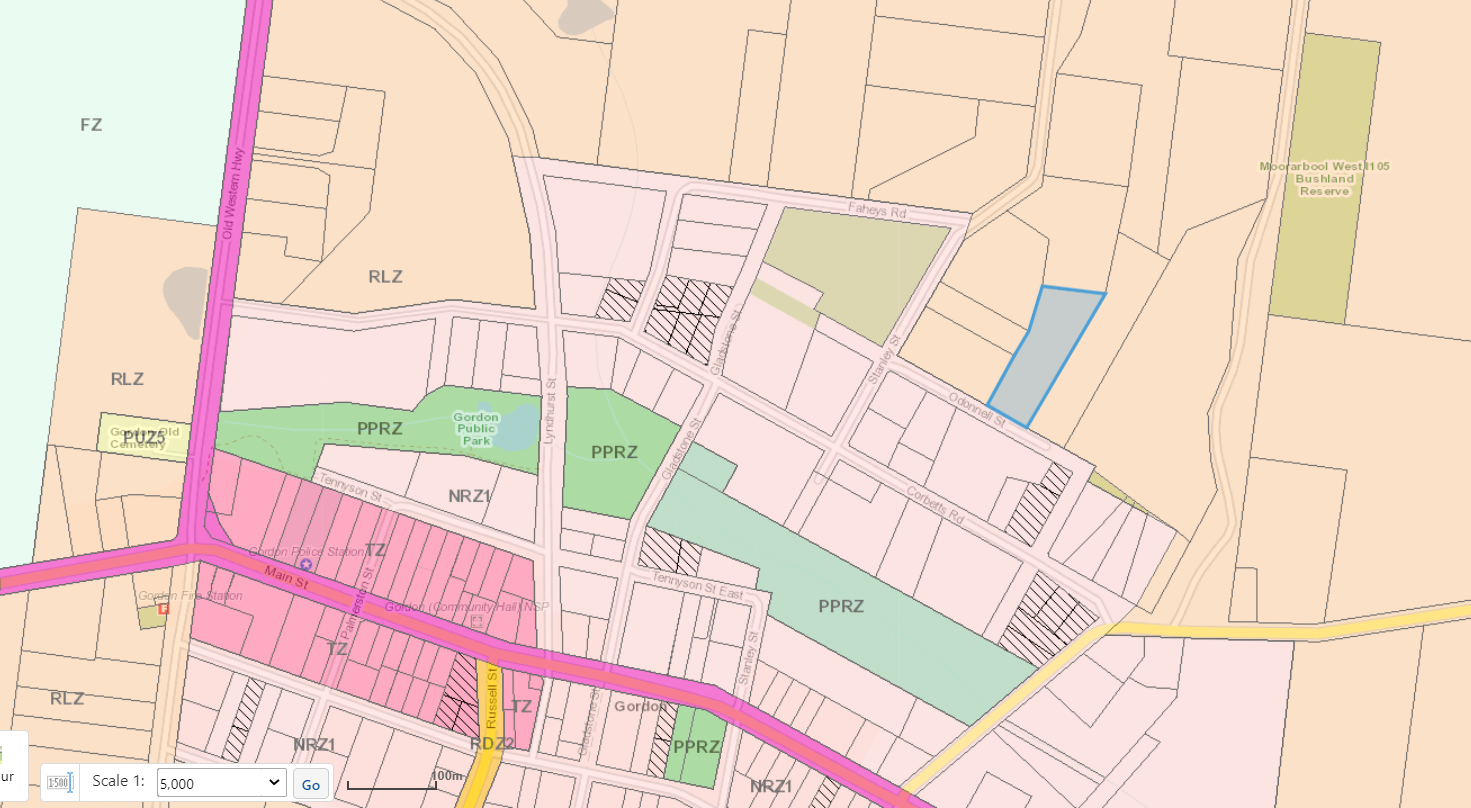 FZ
Old Western Hwy
Moorarbool West I105
Bushland
Reserve
Faheys Rd
RLZ
Gladstone St
Stanley St
RLZ
Odonnell St
Lyndhurst St
Gordon
Public
Park
PPRZ
PUZ5
Gordon Old
Cemetery
PPRZ
Gladstone St
Tennyson St
NRZ1
Corbetts Rd
Gordon Police Station
TZ
Main St
Palmerston St
Gordon Fire Station
F
Gordon (Community Hall) NSP
Tennyson St East
PPRZ
TZ
Stanley St
RLZ
Russell St
TZ
Gladstone St
Gordon
NRZ1
RDZ2
PPRZ
NRZ1
ur
1:500
Scale 1:
5,000
Go
100m